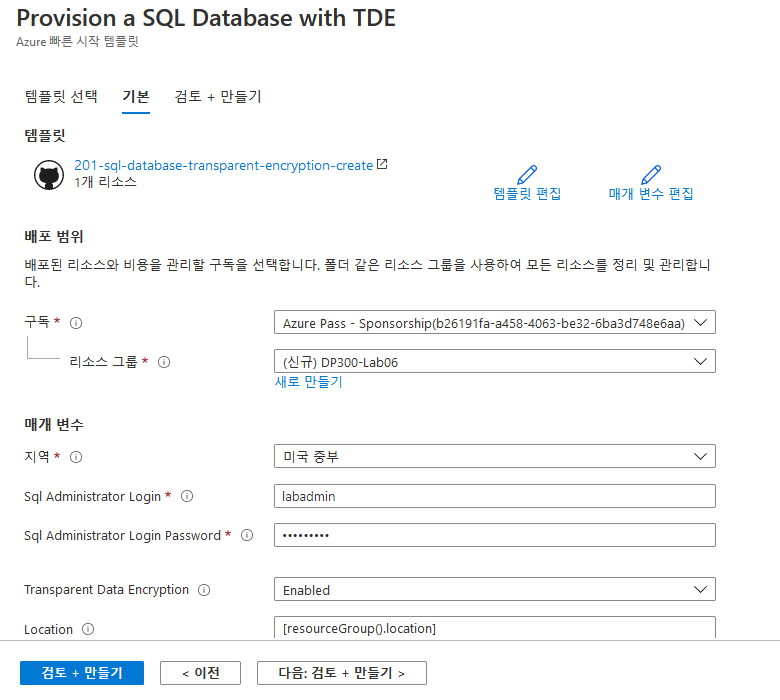 Provision a SQL Database with TDE
Azure 빠른 시작 템플릿
템플릿 선택 기본 검토 + 만들기
템플릿
201-sql-database-transparent-encryption-create
1개 리소스
템플릿 편집 매개 변수 편집
배포 범위
배포된 리소스와 비용을 관리할 구독을 선택합니다. 폴더 같은 리소스 그룹을 사용하여 모든 리소스를 정리 및 관리합니
다.
구독 * Azure Pass - Sponsorship(b26191fa-a458-4063-be32-6ba3d748e6aa)
리소스 그룹 * (신규) DP300-Lab06
새로 만들기
매개 변수
지역 * 미국 중부
Sql Administrator Login * labadmin
Sql Administrator Login Password * •••••••••
Transparent Data Encryption Enabled
Location [resourceGroup().location]
검토 + 만들기 < 이전 다음: 검토 + 만들기 >